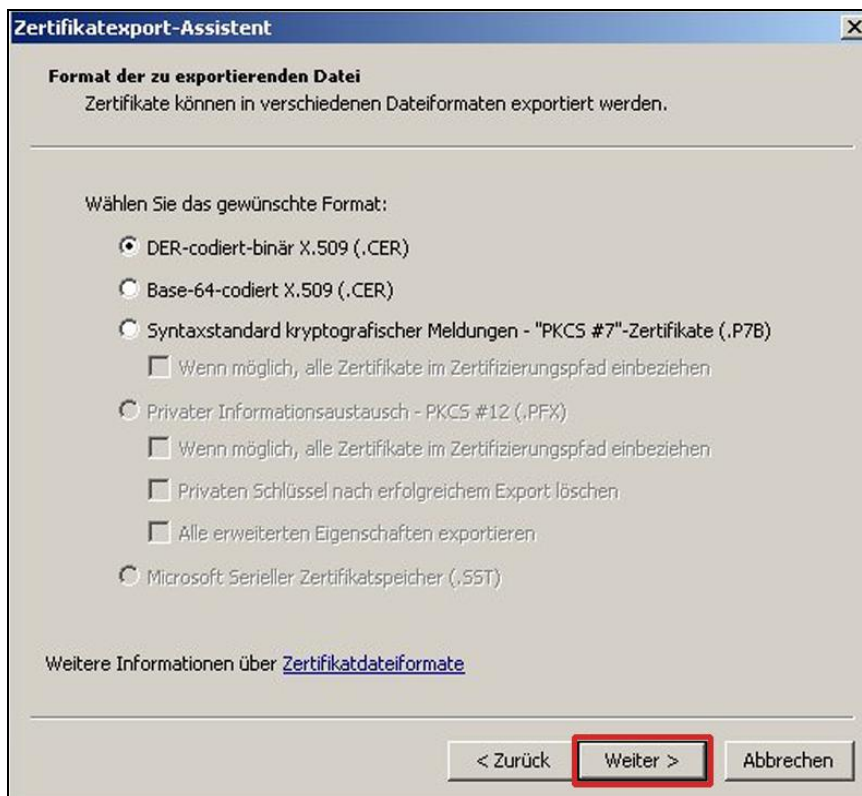 Zertifikatexport-Assistent
Format der zu exportierenden Datei
Zertifikate können in verschiedenen Dateiformaten exportiert werden.
Wählen Sie das gewünschte Format:
DER-codiert-binär X.509 (.CER)
Base-64-codiert X.509 (.CER)
Syntaxstandard kryptografischer Meldungen - "PKCS #7"-Zertifikate (.P7B)
Wenn möglich, alle Zertifikate im Zertifizierungspfad einbeziehen
Privater Informationsaustausch - PKCS #12 (.PFX)
Wenn möglich, alle Zertifikate im Zertifizierungspfad einbeziehen
Privaten Schlüssel nach erfolgreichem Export löschen
Alle erweiterten Eigenschaften exportieren
Microsoft Serieller Zertifikatspeicher (.SST)
Weitere Informationen über Zertifikatdateiformate
< Zurück Weiter > Abbrechen